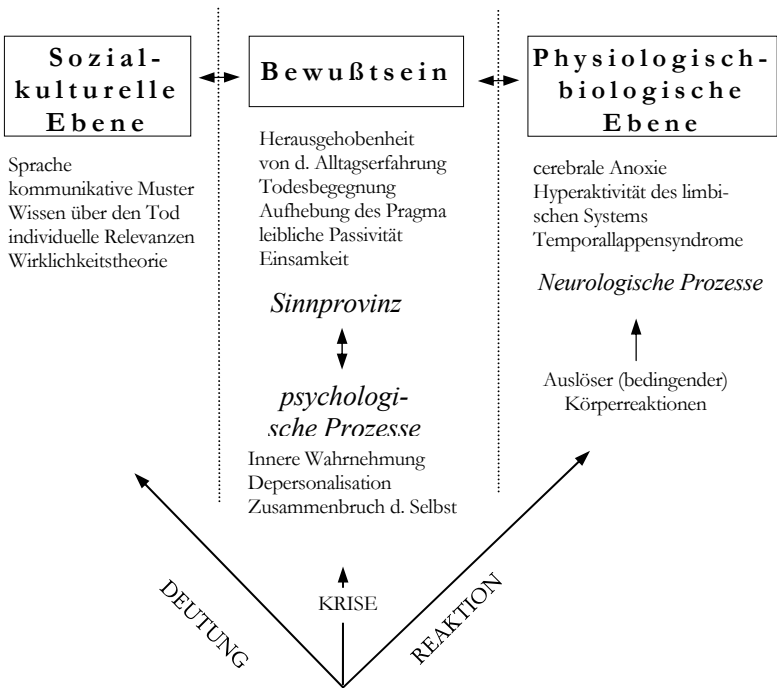 Sozial-
kulturelle
Ebene
Sprache
kommunikative Muster
Wissen über den Tod
individuelle Relevanzen
Wirklichkeitstheorie
Bewußtsein
Herausgehobenheit
von d. Alltagserfahrung
Todesbegegnung
Aufhebung des Pragma
leibliche Passivität
Einsamkeit
Sinnprovinz
psychologi-
sche Prozesse
Innere Wahrnehmung
Depersonalisation
Zusammenbruch d. Selbst
Physiologisch-
biologische
Ebene
cerebrale Anoxie
Hyperaktivität des limbi-
schen Systems
Temporallappensyndrome
Neurologische Prozesse
Auslöser (bedingender)
Körperreaktionen
DEUTUNG
KRISE
REAKTION